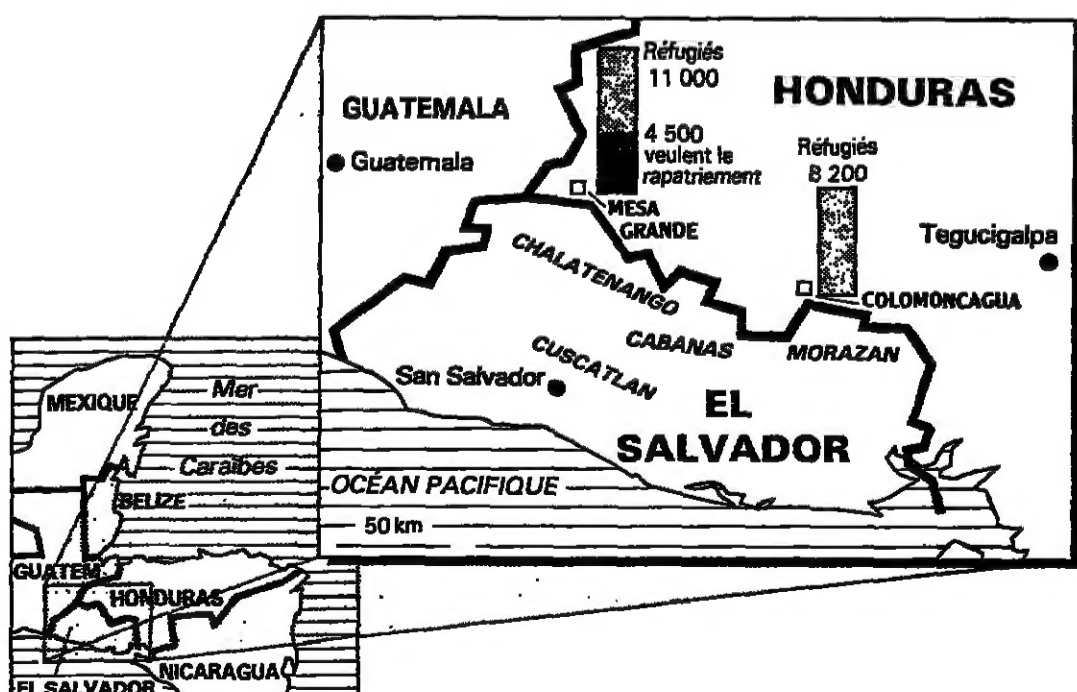 Réfugiés
11 000
HONDURAS
GUATEMALA
4 500
veulent le
rapatriement
Guatemala
Réfugiés
8 200
MESA
GRANDE
Tegucigalpa
CHALATENANGO
COLOMONCAGUA
CABANAS
MORAZAN
CUSCATLAN
San Salvador
EL
SALVADOR
OCÉAN PACIFIQUE
50 km
MEXIQUE
Mer
des
Caraïbes
BELIZE
GUATEM.
HONDURAS
NICARAGUA
EL SALVADOR